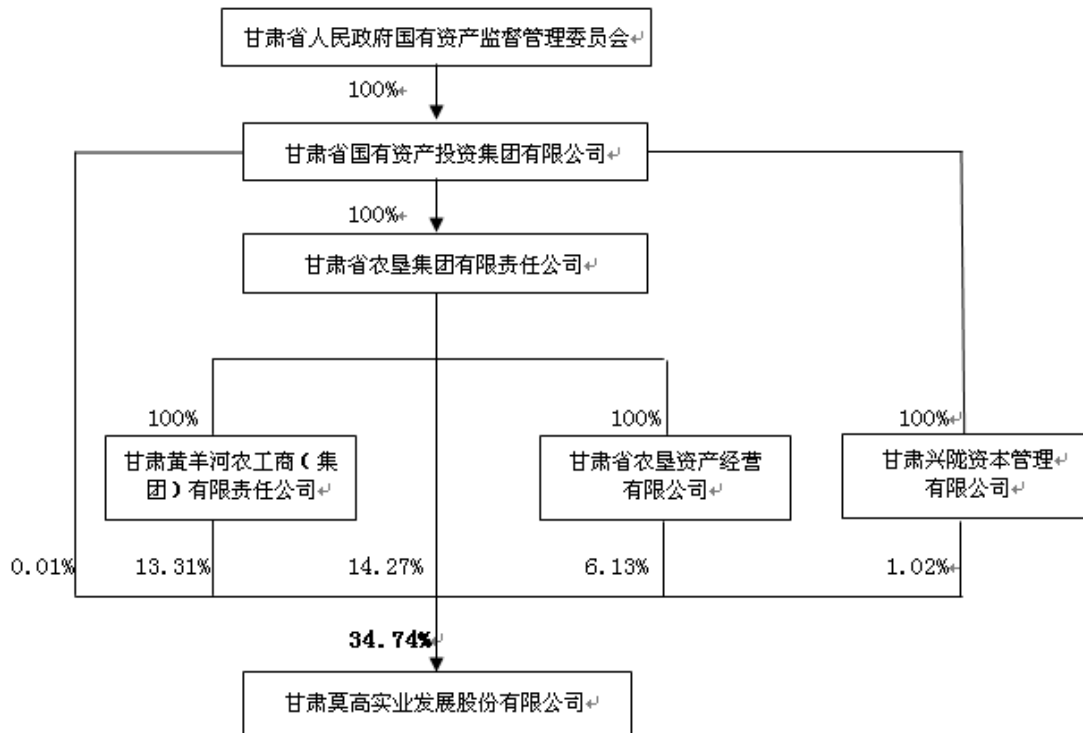 甘肃省人民政府国有资产监督管理委员会
100%
甘肃省国有资产投资集团有限公司
100%
甘肃省农垦集团有限责任公司
100%
100%
100%
甘肃黄羊河农工商（集
团）有限责任公司
甘肃省农垦资产经营
有限公司
甘肃兴陇资本管理
有限公司
0.01%
13.31%
14.27%
6.13%
1.02%
34.74%
甘肃莫高实业发展股份有限公司